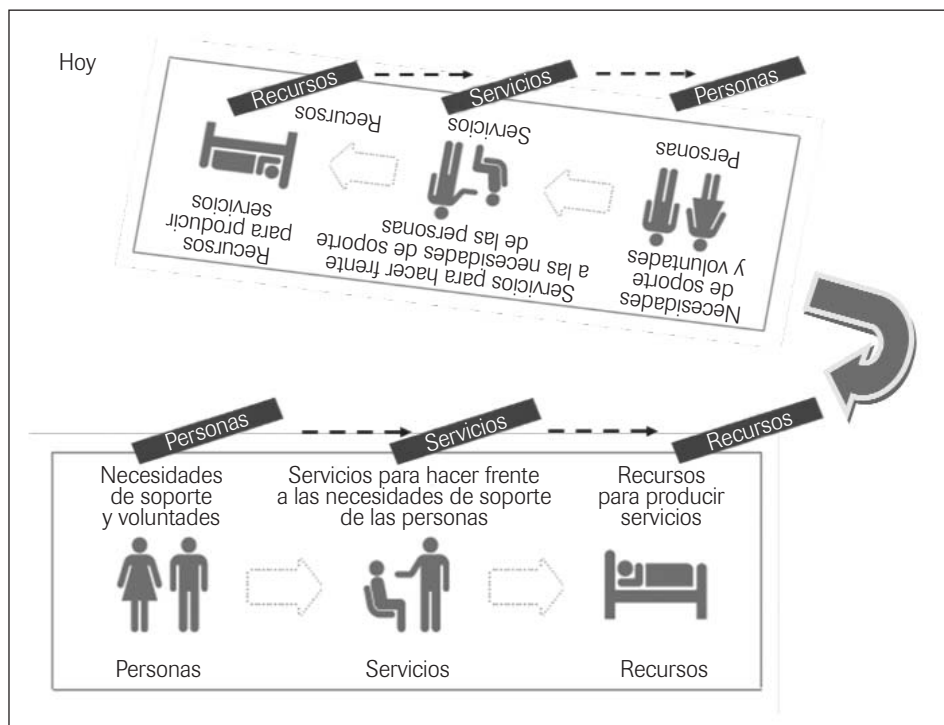 Hoy
Recursos
Servicios
Personas
Recursos
Servicios
Personas
Necesidades
de soporte
y voluntades
Servicios para hacer frente
a las necesidades de soporte
de las personas
Recursos
para producir
servicios
Personas
Servicios
Recursos
Necesidades
de soporte
y voluntades
Servicios para hacer frente
a las necesidades de soporte
de las personas
Recursos
para producir
servicios
Personas
Servicios
Recursos